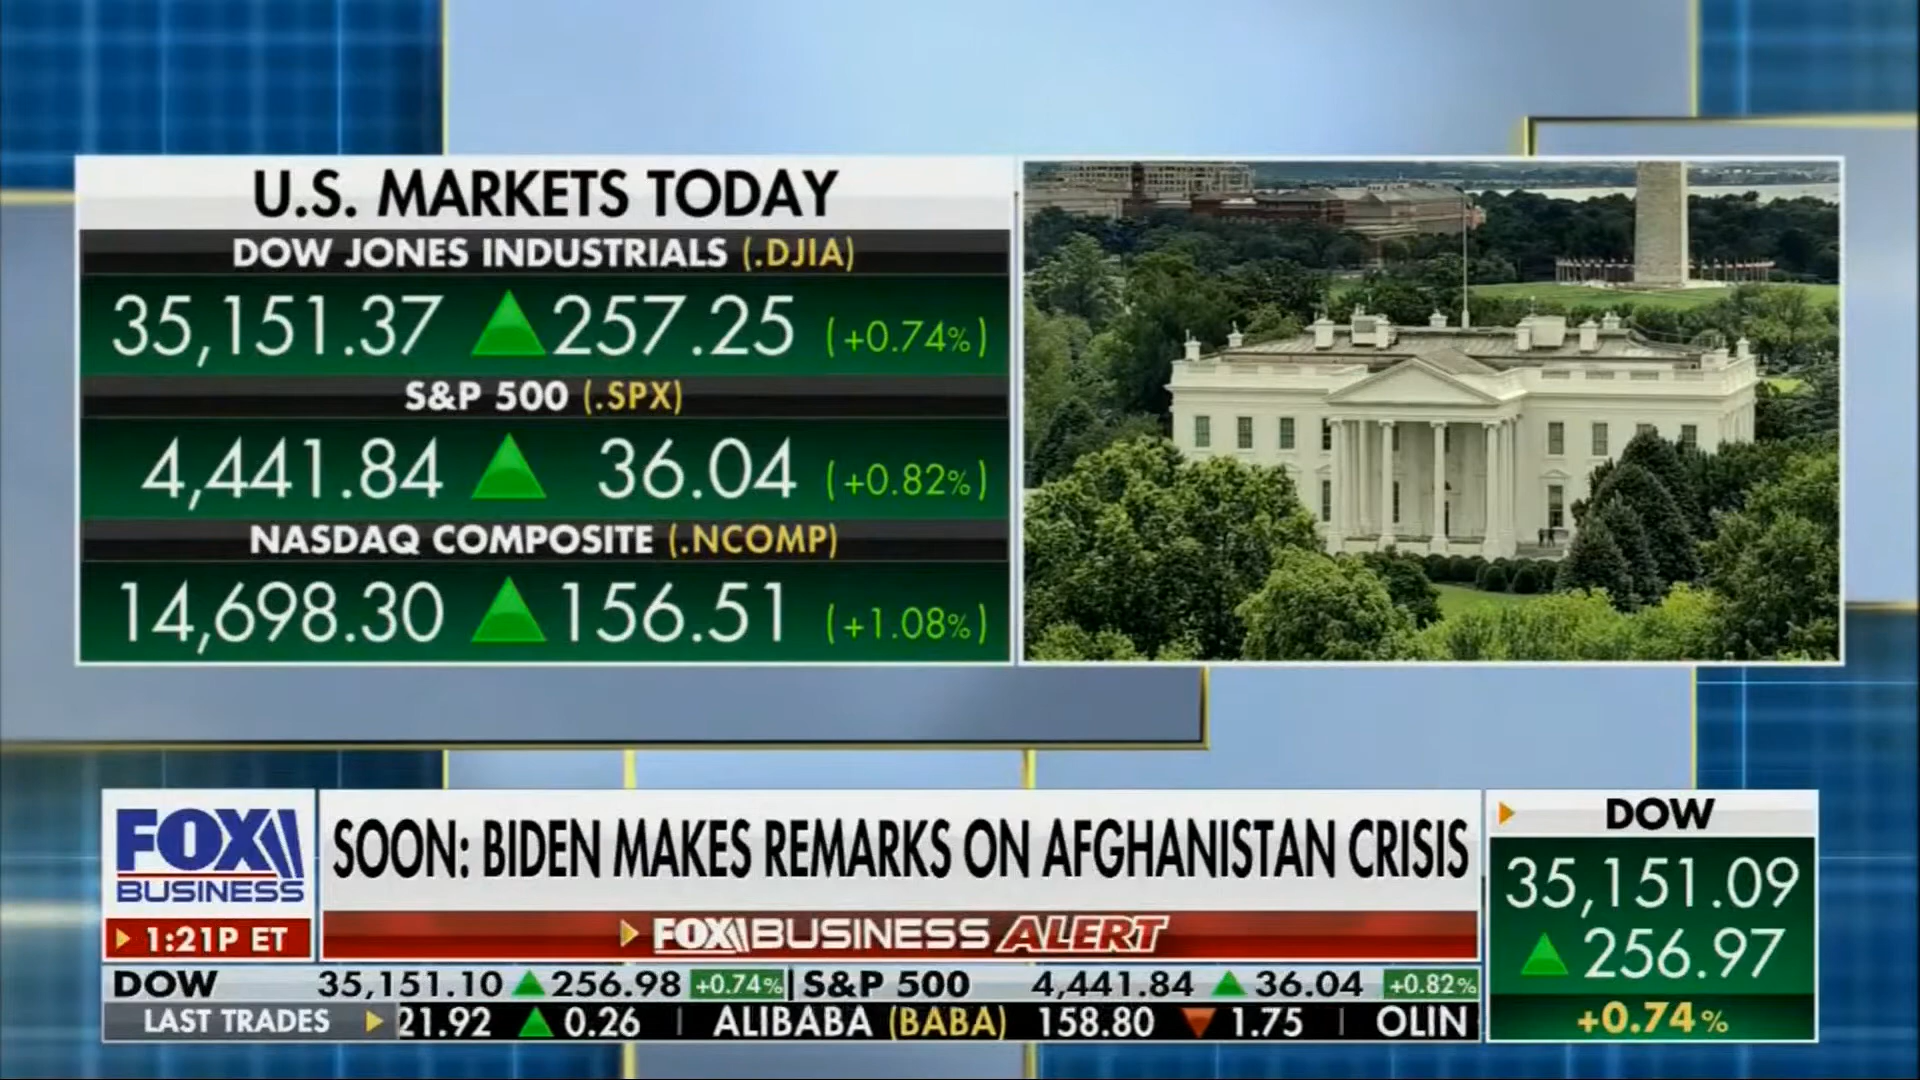 U.S. MARKETS TODAY
DOW JONES INDUSTRIALS (.DJIA)
35,151.37 ▲ 257.25 (+0.74%)
S&P 500 (.SPX)
4,441.84 ▲ 36.04 (+0.82%)
NASDAQ COMPOSITE (.NCOMP)
14,698.30 ▲ 156.51 (+1.08%)
FOX BUSINESS
1:21P ET
SOON: BIDEN MAKES REMARKS ON AFGHANISTAN CRISIS
FOX BUSINESS ALERT
DOW
35,151.09
▲ 256.97
+0.74%
DOW 35,151.10 ▲ 256.98 +0.74% S&P 500 4,441.84 ▲ 36.04 +0.82%
LAST TRADES 21.92 ▲ 0.26 | ALIBABA (BABA) 158.80 ▼ 1.75 | OLIN